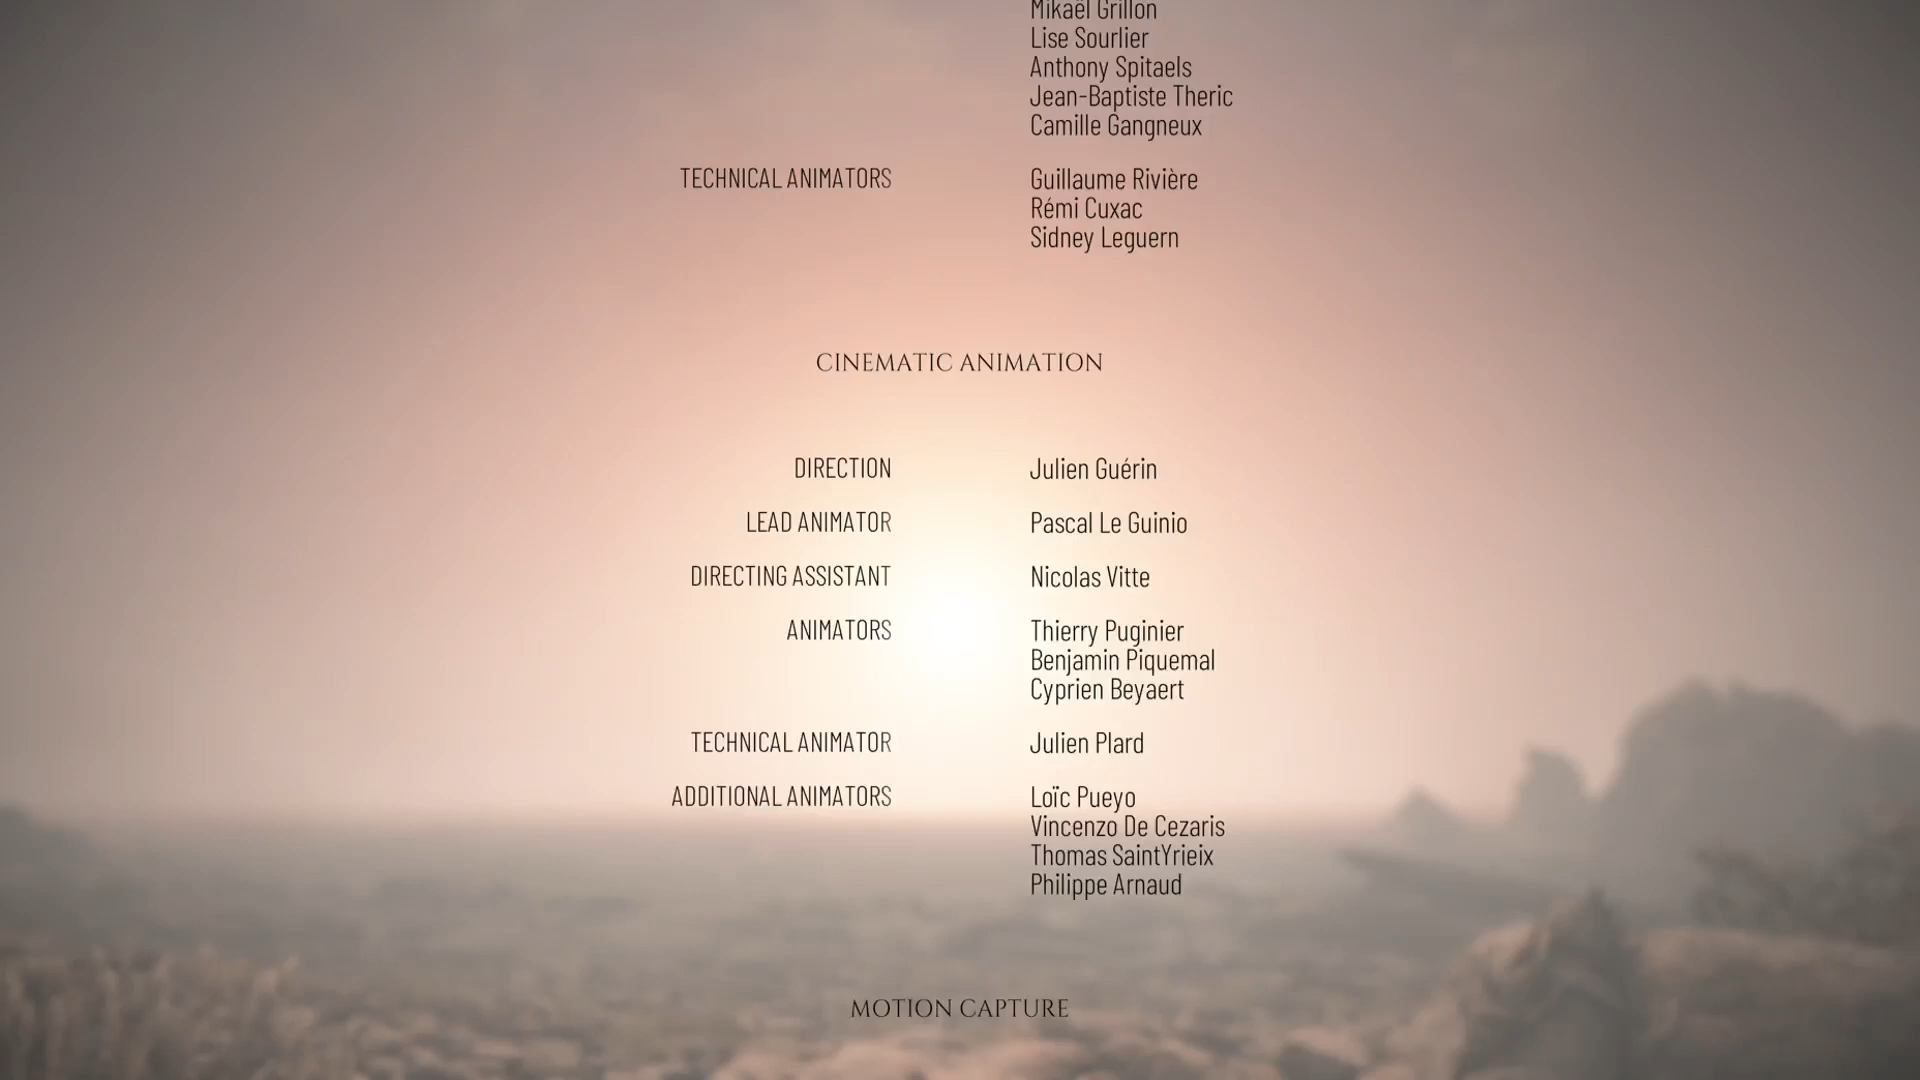 Mikaël Grillon
Lise Sourlier
Anthony Spitaels
Jean-Baptiste Theric
Camille Gangneux
TECHNICAL ANIMATORS Guillaume Rivière
Rémi Cuxac
Sidney Leguern
CINEMATIC ANIMATION
DIRECTION Julien Guérin
LEAD ANIMATOR Pascal Le Guinio
DIRECTING ASSISTANT Nicolas Vitte
ANIMATORS Thierry Puginier
Benjamin Piquemal
Cyprien Beyaert
TECHNICAL ANIMATOR Julien Plard
ADDITIONAL ANIMATORS Loïc Pueyo
Vincenzo De Cezaris
Thomas SaintYrieix
Philippe Arnaud
MOTION CAPTURE